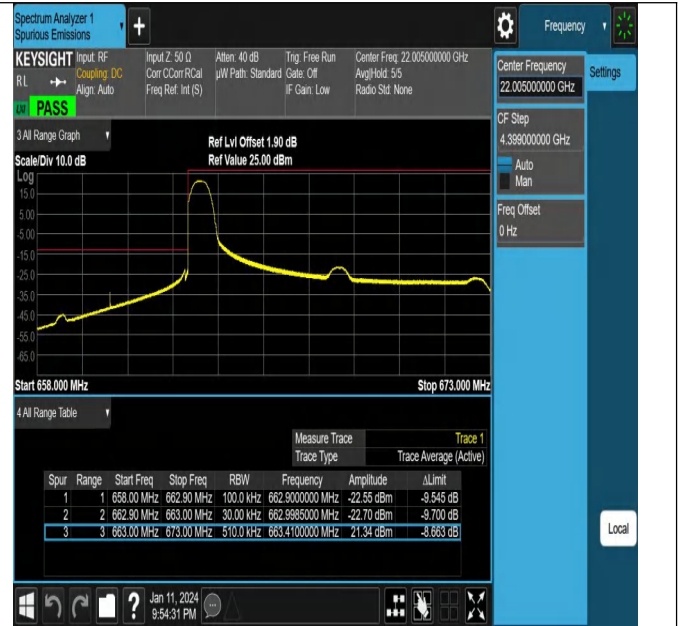 Spectrum Analyzer 1
Spurious Emissions
Frequency
KEYSIGHT
RL
LXI
PASS
Input: RF
Coupling: DC
Align: Auto
Input Z: 50 Ω
Corr CCorr RCal
Freq Ref: Int (S)
Atten: 40 dB
µW Path: Standard
Trig: Free Run
Gate: Off
IF Gain: Low
Center Freq: 22.005000000 GHz
Avg|Hold: 5/5
Radio Std: None
Center Frequency
22.005000000 GHz
Settings
CF Step
4.399000000 GHz
Auto
Man
Freq Offset
0 Hz
Local
3 All Range Graph
Scale/Div 10.0 dB
Ref Lvl Offset 1.90 dB
Ref Value 25.00 dBm
Log
15.0
5.00
-5.00
-15.0
-25.0
-35.0
-45.0
-55.0
-65.0
Start 658.000 MHz
Stop 673.000 MHz
4 All Range Table
Measure Trace Trace 1
Trace Type Trace Average (Active)
Spur Range Start Freq Stop Freq RBW Frequency Amplitude ΔLimit
1 1 658.00 MHz 662.90 MHz 100.0 kHz 662.9000000 MHz -22.55 dBm -9.545 dB
2 2 662.90 MHz 663.00 MHz 30.00 kHz 662.9985000 MHz -22.70 dBm -9.700 dB
3 3 663.00 MHz 673.00 MHz 510.0 kHz 663.4100000 MHz 21.34 dBm -8.663 dB
Jan 11, 2024
9:54:31 PM